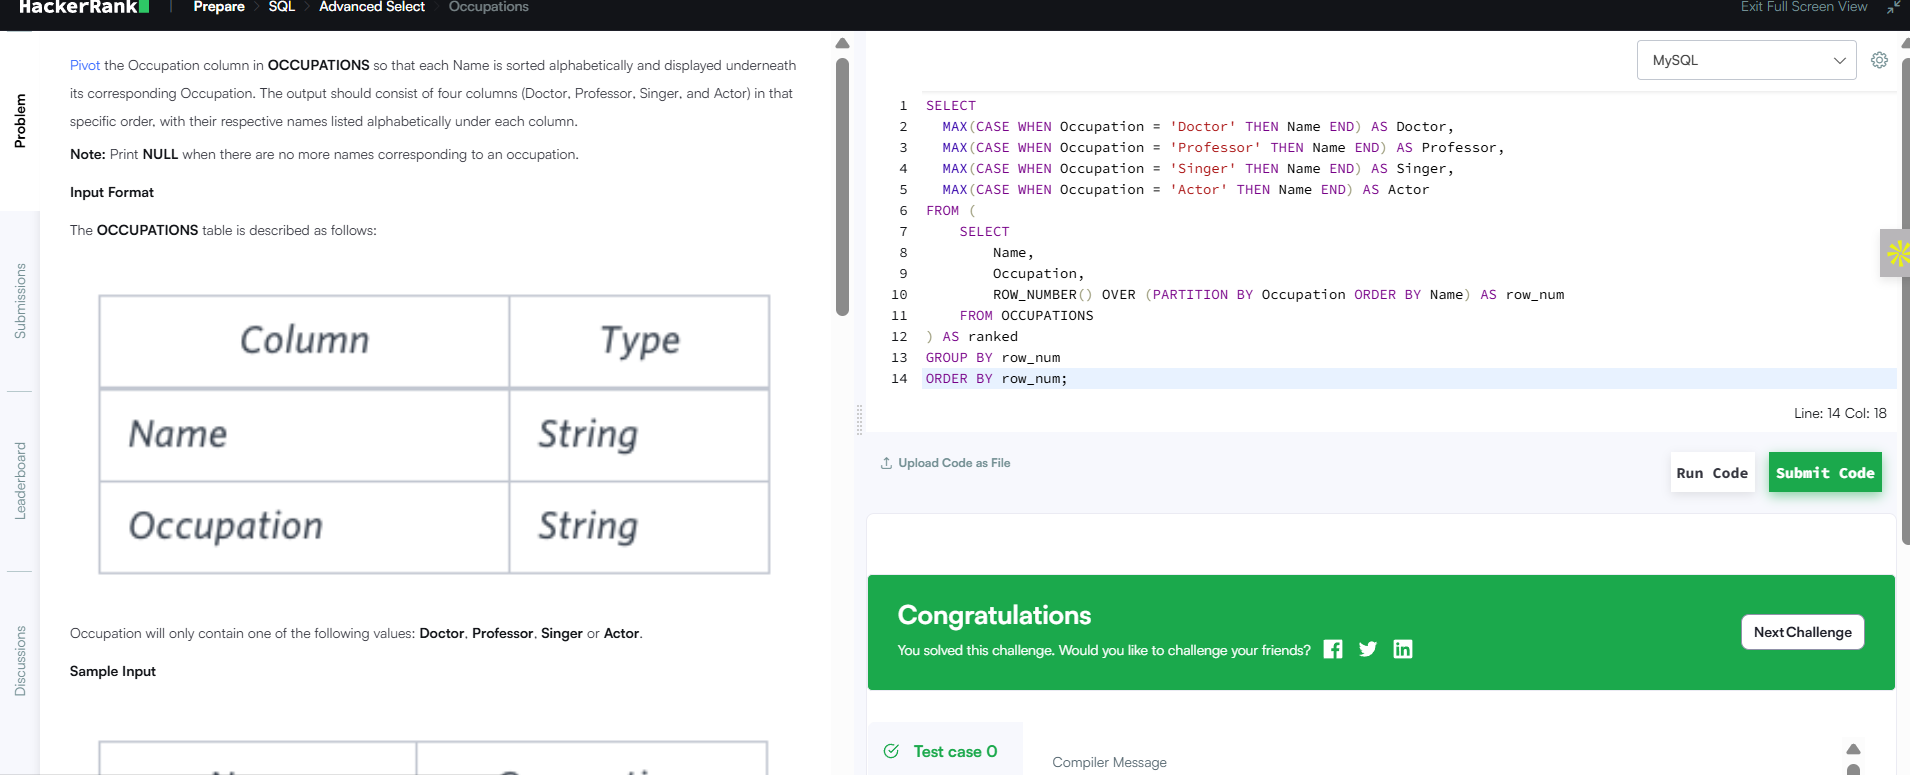 HackerRank
Prepare > SQL > Advanced Select > Occupations
Exit Full Screen View
Problem
Submissions
Leaderboard
Discussions
Pivot the Occupation column in OCCUPATIONS so that each Name is sorted alphabetically and displayed underneath
its corresponding Occupation. The output should consist of four columns (Doctor, Professor, Singer, and Actor) in that
specific order, with their respective names listed alphabetically under each column.
Note: Print NULL when there are no more names corresponding to an occupation.
Input Format
The OCCUPATIONS table is described as follows:
Column Type
Name String
Occupation String
Occupation will only contain one of the following values: Doctor, Professor, Singer or Actor.
Sample Input
MySQL
1 SELECT
2 MAX(CASE WHEN Occupation = 'Doctor' THEN Name END) AS Doctor,
3 MAX(CASE WHEN Occupation = 'Professor' THEN Name END) AS Professor,
4 MAX(CASE WHEN Occupation = 'Singer' THEN Name END) AS Singer,
5 MAX(CASE WHEN Occupation = 'Actor' THEN Name END) AS Actor
6 FROM (
7 SELECT
8 Name,
9 Occupation,
10 ROW_NUMBER() OVER (PARTITION BY Occupation ORDER BY Name) AS row_num
11 FROM OCCUPATIONS
12 ) AS ranked
13 GROUP BY row_num
14 ORDER BY row_num;
Line: 14 Col: 18
Upload Code as File
Run Code
Submit Code
Congratulations
You solved this challenge. Would you like to challenge your friends?
Next Challenge
Test case 0
Compiler Message